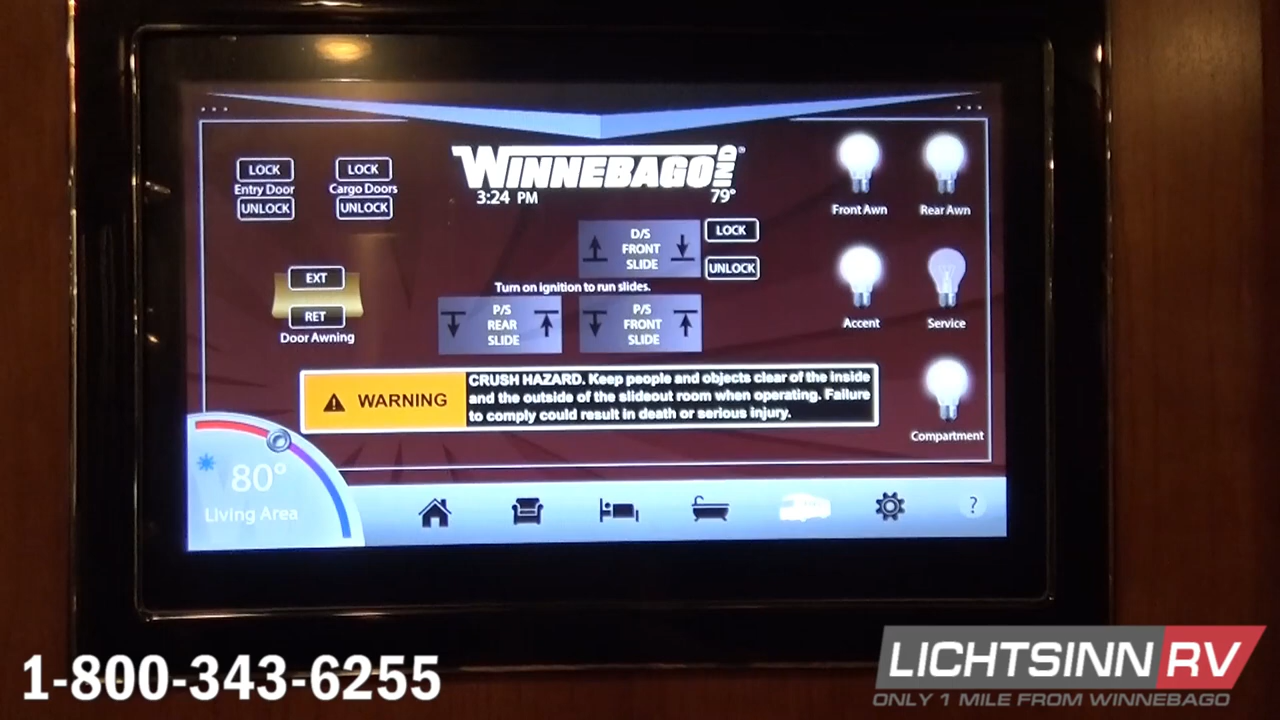 WINNEBAGO IND ®
3:24 PM 79°
LOCK LOCK
Entry Door Cargo Doors
UNLOCK UNLOCK
Front Awn Rear Awn
D/S
FRONT
SLIDE
LOCK
UNLOCK
EXT
RET
Door Awning
Turn on ignition to run slides.
P/S
REAR
SLIDE
P/S
FRONT
SLIDE
Accent Service
WARNING
CRUSH HAZARD. Keep people and objects clear of the inside
and the outside of the slideout room when operating. Failure
to comply could result in death or serious injury.
Compartment
80°
Living Area
?
1-800-343-6255
LICHTSINN RV
ONLY 1 MILE FROM WINNEBAGO